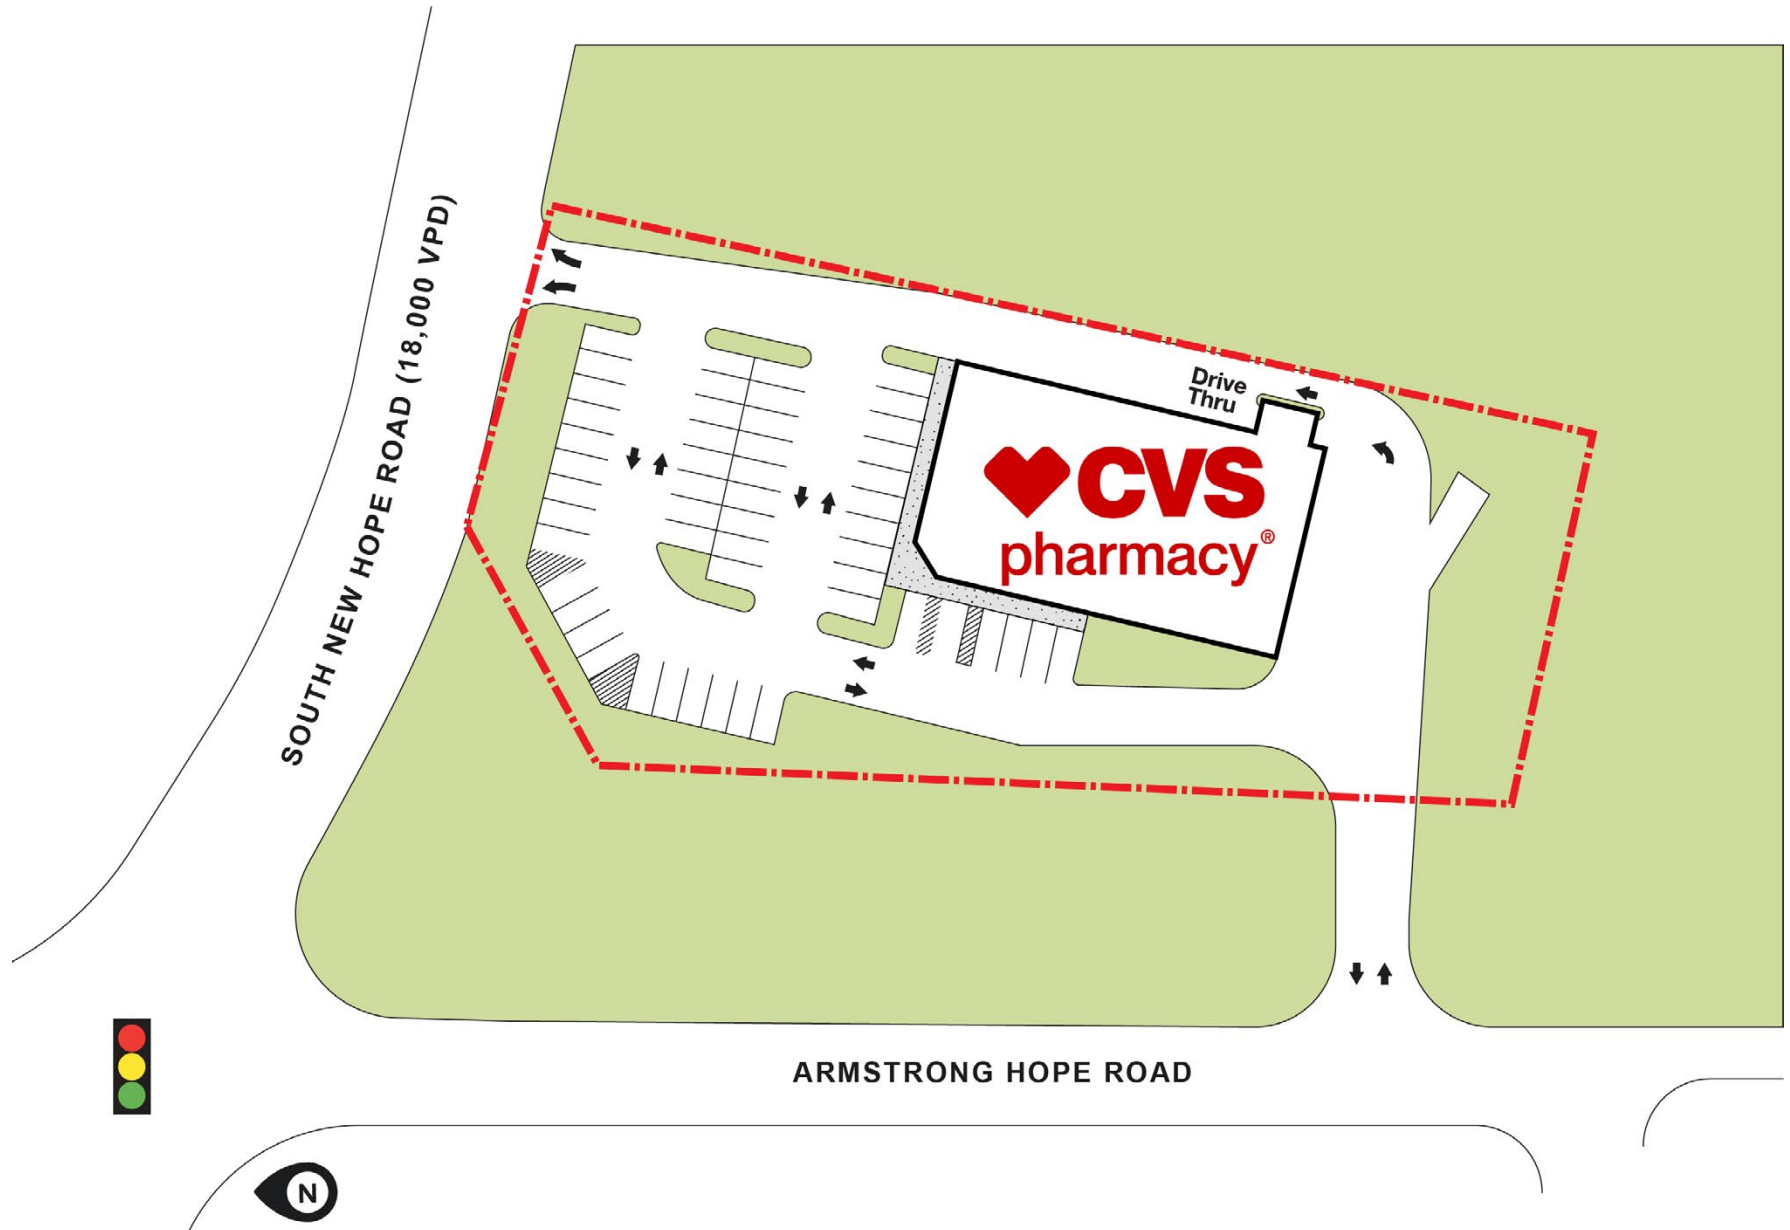 SOUTH NEW HOPE ROAD (18,000 VPD)
Drive
Thru
CVS
pharmacy®
ARMSTRONG HOPE ROAD
N